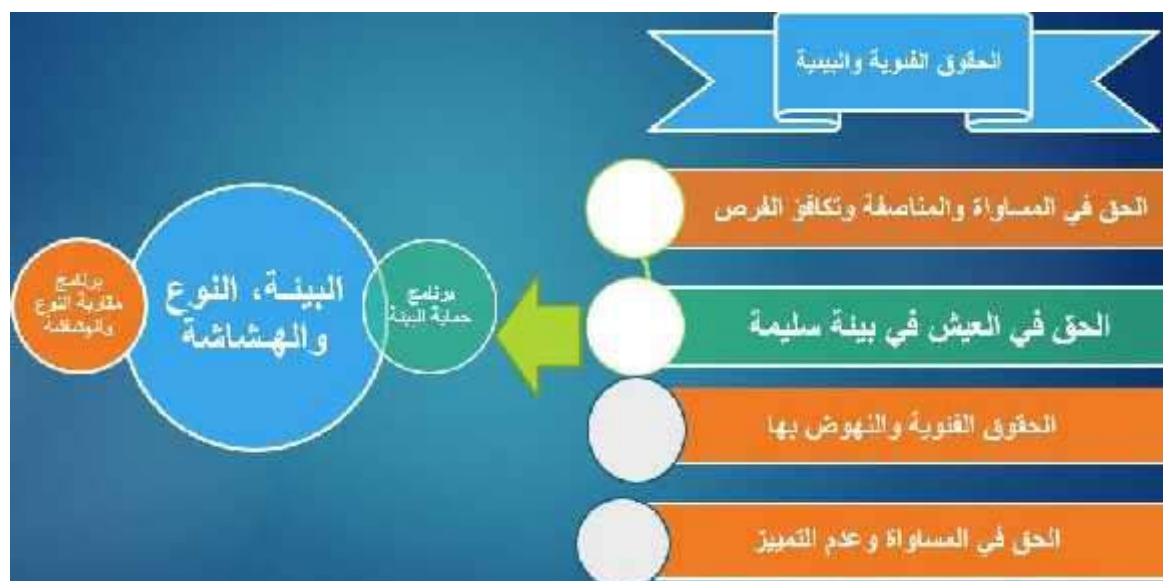 الحقوق الفئوية والبيئية
الحق في المساواة والمناصفة وتكافؤ الفرص
الحق في العيش في بيئة سليمة
الحقوق الفئوية والنهوض بها
الحق في المساواة وعدم التمييز
برنامج
حماية البيئة
البيئة، النوع
والهشاشة
برنامج
مقاربة النوع
والهشاشة